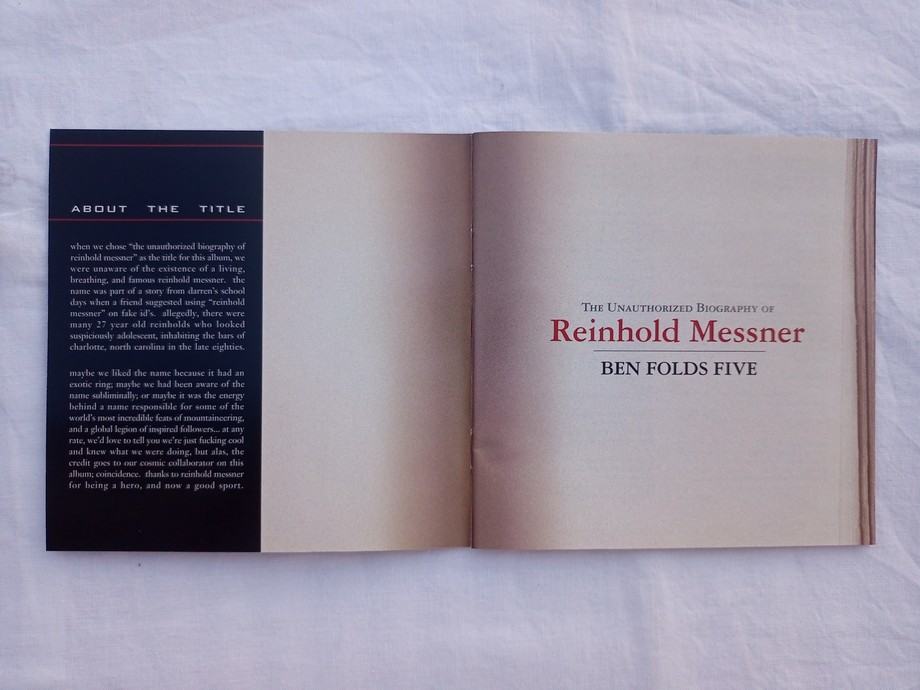 ABOUT THE TITLE
when we chose "the unauthorized biography of
reinhold messner" as the title for this album, we
were unaware of the existence of a living,
breathing, and famous reinhold messner. the
name was part of a story from darren's school
days when a friend suggested using "reinhold
messner" on fake id's. allegedly, there were
many 27 year old reinholds who looked
suspiciously adolescent, inhabiting the bars of
charlotte, north carolina in the late eighties.
maybe we liked the name because it had an
exotic ring; maybe we had been aware of the
name subliminally; or maybe it was the energy
behind a name responsible for some of the
world's most incredible feats of mountaineering,
and a global legion of inspired followers... at any
rate, we'd love to tell you we're just fucking cool
and knew what we were doing, but alas, the
credit goes to our cosmic collaborator on this
album; coincidence. thanks to reinhold messner
for being a hero, and now a good sport.
The Unauthorized Biography of
Reinhold Messner
BEN FOLDS FIVE